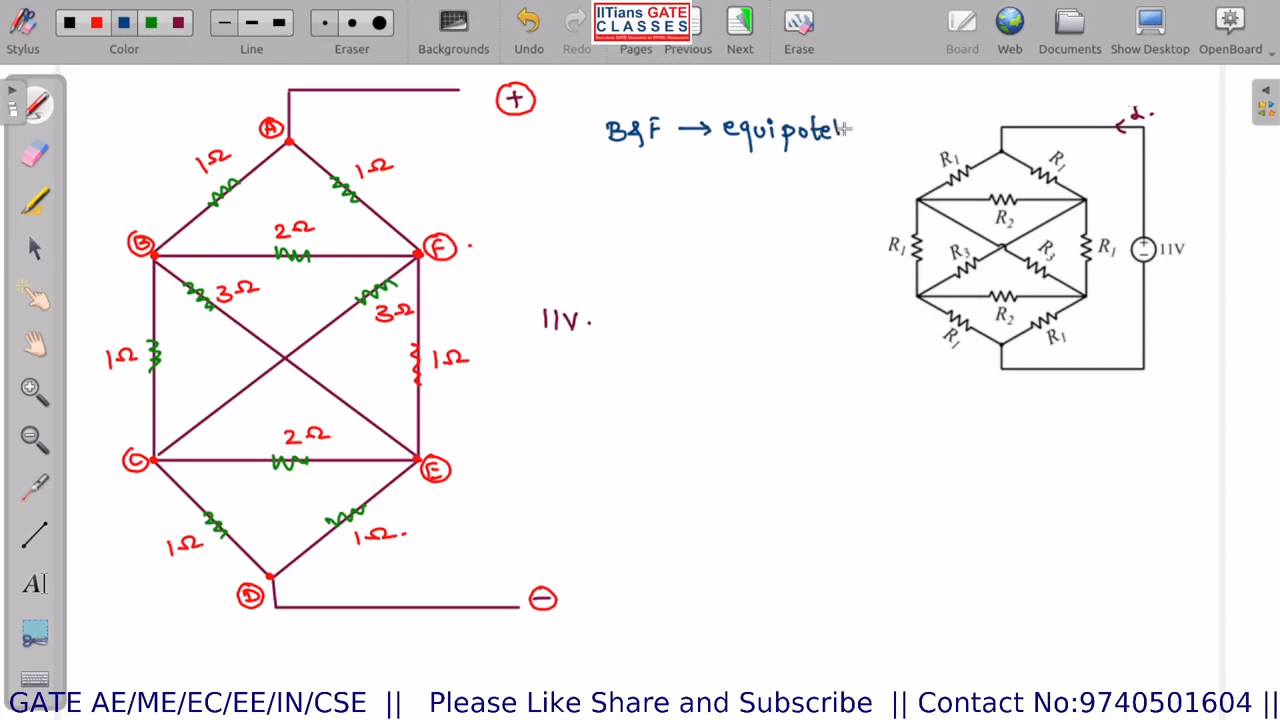 Stylus
Color
Line
Eraser
Backgrounds
Undo
Redo
Pages
Previous
Next
Erase
Board
Web
Documents
Show Desktop
OpenBoard
IITians GATE
CLASSES
+
A
1Ω
1Ω
B
2Ω
F
3Ω
3Ω
1Ω
1Ω
C
2Ω
E
1Ω
1Ω.
D
−
11V.
B & F → equipote
R1
R1
R2
R1
R3
R3
R1
11V
R2
R1
R1
GATE AE/ME/EC/EE/IN/CSE || Please Like Share and Subscribe || Contact No:9740501604 ||